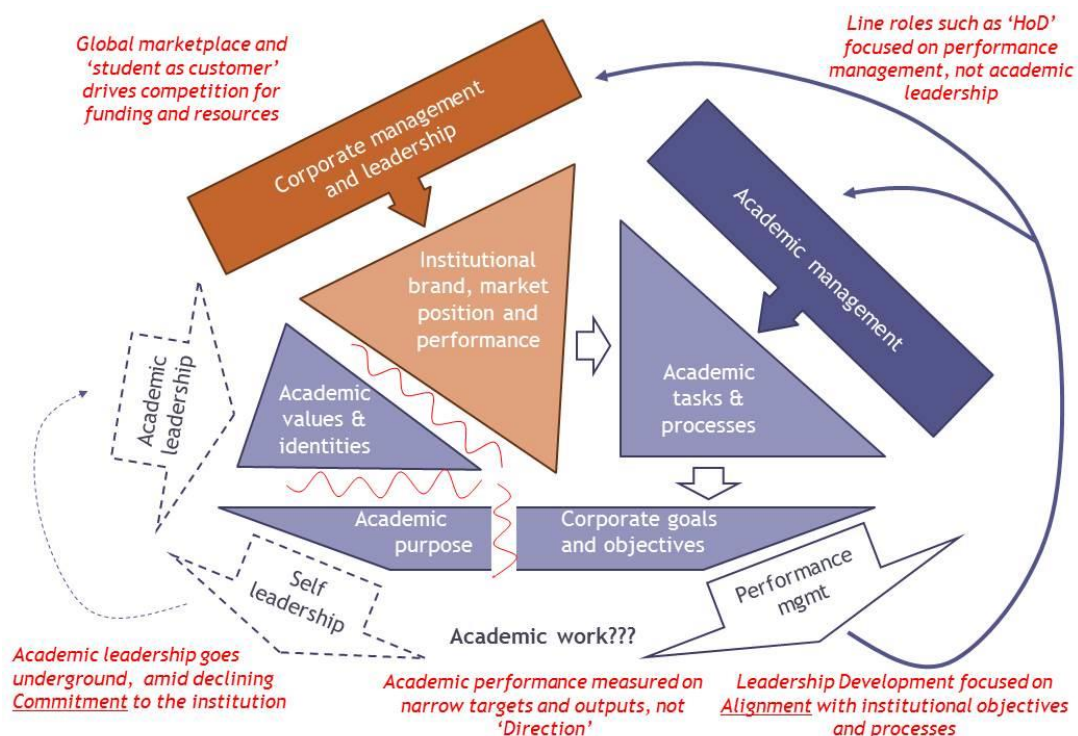 Global marketplace and
‘student as customer’
drives competition for
funding and resources
Line roles such as ‘HoD’
focused on performance
management, not academic
leadership
Corporate management
and leadership
Academic management
Institutional
brand, market
position and
performance
Academic
leadership
Academic
values &
identities
Academic
tasks &
processes
Academic
purpose
Corporate goals
and objectives
Self
leadership
Performance
mgmt
Academic work???
Academic leadership goes
underground, amid declining
Commitment to the institution
Academic performance measured on
narrow targets and outputs, not
‘Direction’
Leadership Development focused on
Alignment with institutional objectives
and processes